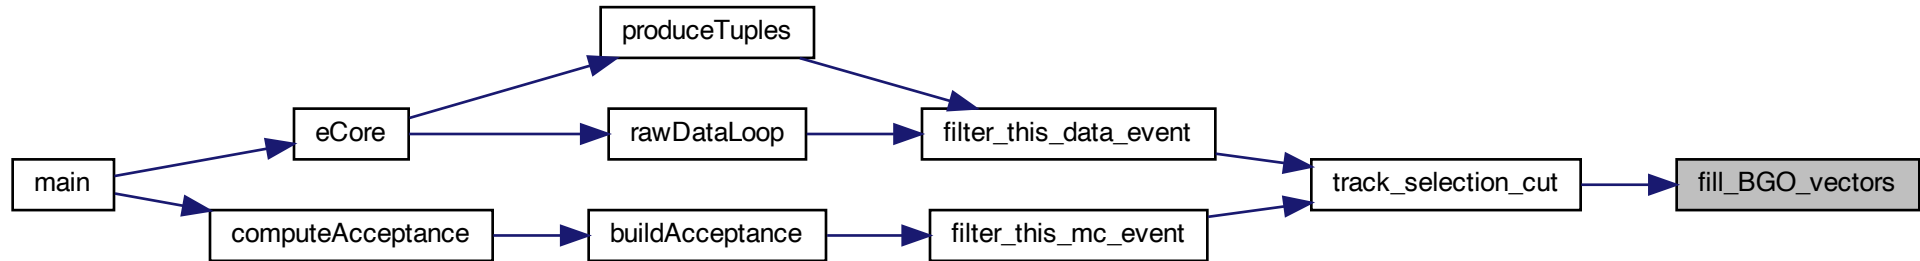 produceTuples
eCore
rawDataLoop
filter_this_data_event
main
track_selection_cut
fill_BGO_vectors
computeAcceptance
buildAcceptance
filter_this_mc_event